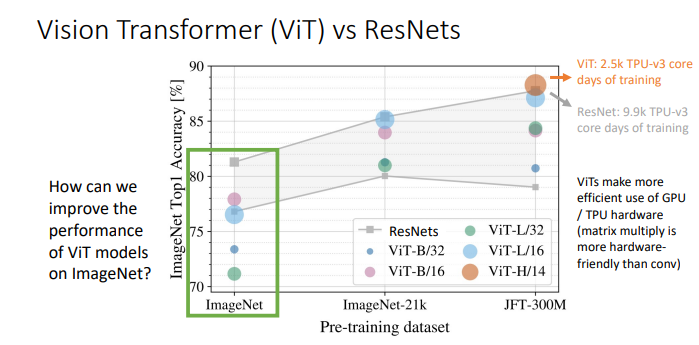 Vision Transformer (ViT) vs ResNets
ViT: 2.5k TPU-v3 core
days of training
ResNet: 9.9k TPU-v3
core days of training
How can we
improve the
performance
of ViT models
on ImageNet?
ImageNet Top1 Accuracy [%]
90
85
80
75
70
ResNets
ViT-B/32
ViT-B/16
ViT-L/32
ViT-L/16
ViT-H/14
ImageNet
ImageNet-21k
JFT-300M
Pre-training dataset
ViTs make more
efficient use of GPU
/ TPU hardware
(matrix multiply is
more hardware-
friendly than conv)